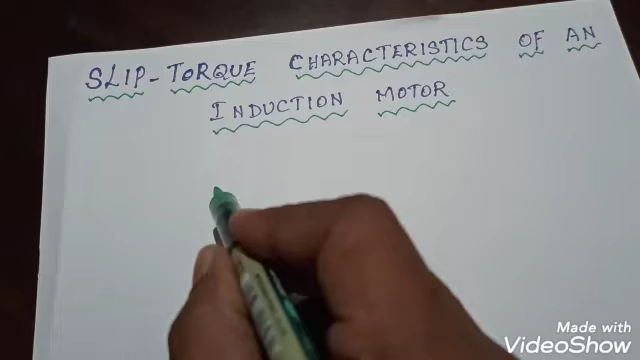 SLIP-TORQUE CHARACTERISTICS OF AN
INDUCTION MOTOR
Made with
VideoShow